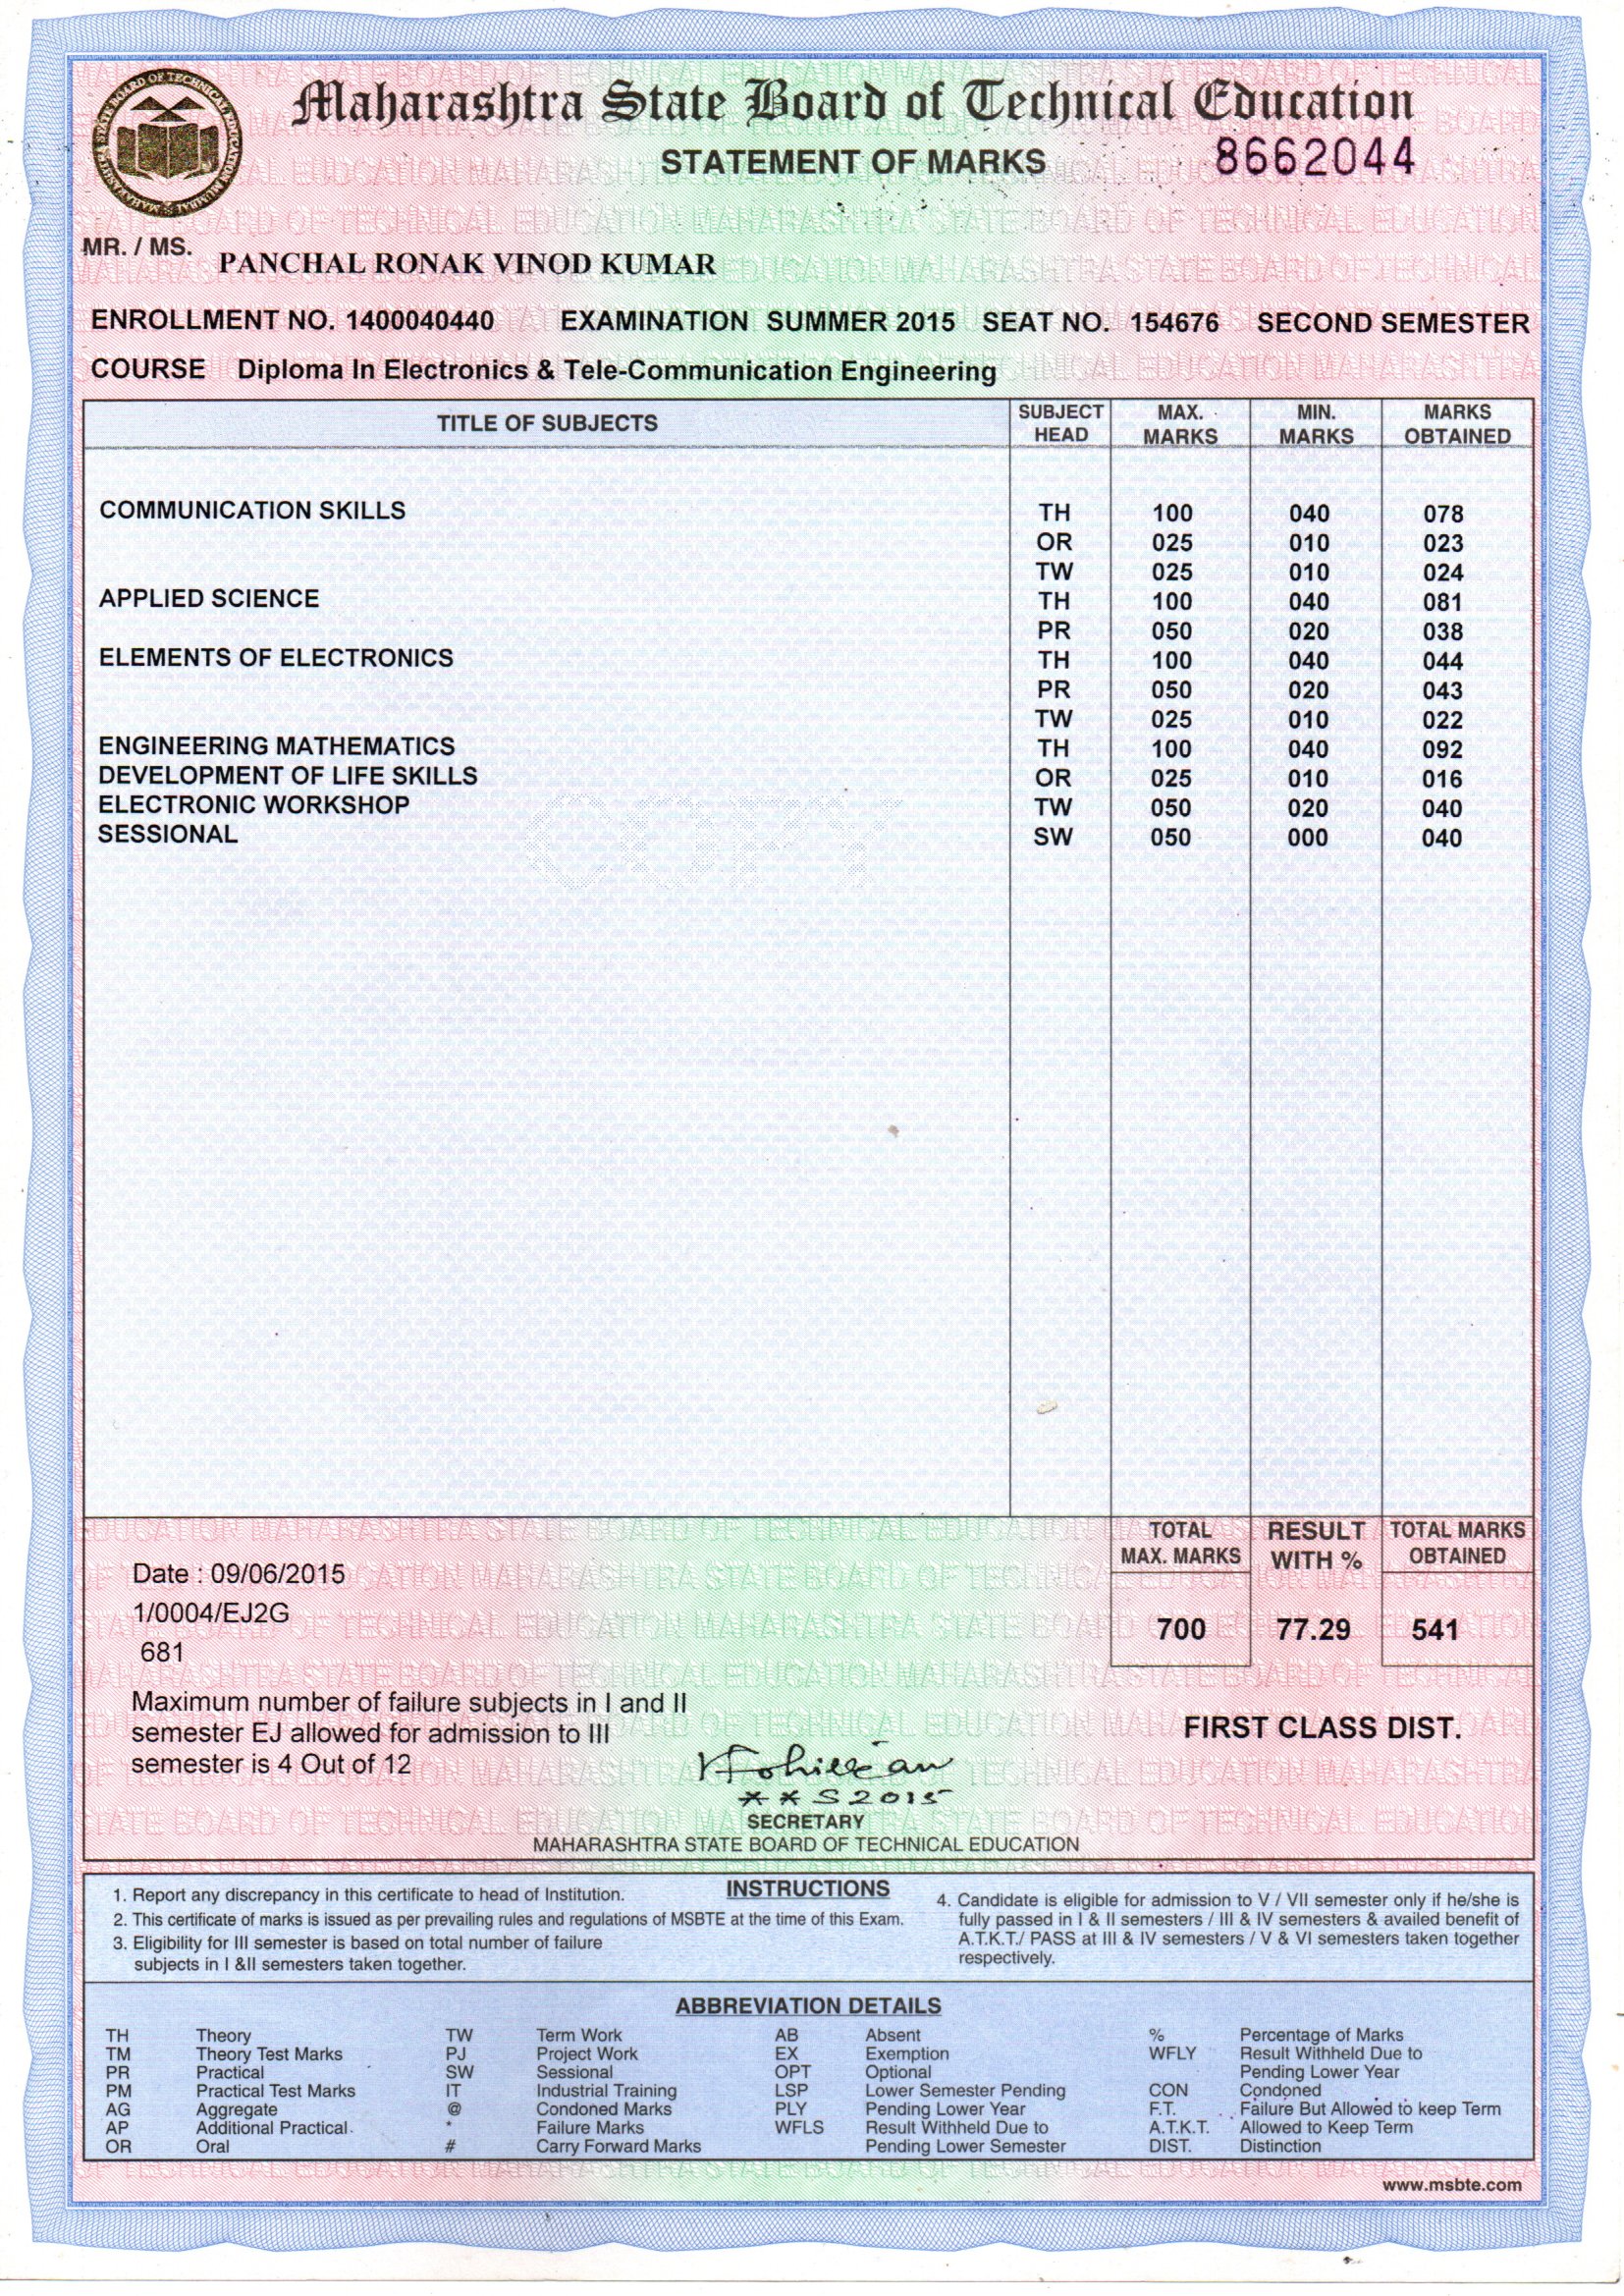 Maharashtra State Board of Technical Education
STATEMENT OF MARKS 8662044
MR. / MS. PANCHAL RONAK VINOD KUMAR
ENROLLMENT NO. 1400040440 EXAMINATION SUMMER 2015 SEAT NO. 154676 SECOND SEMESTER
COURSE Diploma In Electronics & Tele-Communication Engineering
TITLE OF SUBJECTS SUBJECT HEAD MAX. MARKS MIN. MARKS MARKS OBTAINED
COMMUNICATION SKILLS TH 100 040 078
OR 025 010 023
TW 025 010 024
APPLIED SCIENCE TH 100 040 081
PR 050 020 038
ELEMENTS OF ELECTRONICS TH 100 040 044
PR 050 020 043
TW 025 010 022
ENGINEERING MATHEMATICS TH 100 040 092
DEVELOPMENT OF LIFE SKILLS OR 025 010 016
ELECTRONIC WORKSHOP TW 050 020 040
SESSIONAL SW 050 000 040
COPY
TOTAL MAX. MARKS RESULT WITH % TOTAL MARKS OBTAINED
700 77.29 541
Date : 09/06/2015
1/0004/EJ2G
681
Maximum number of failure subjects in I and II
semester EJ allowed for admission to III
semester is 4 Out of 12
FIRST CLASS DIST.
**S2015
SECRETARY
MAHARASHTRA STATE BOARD OF TECHNICAL EDUCATION
INSTRUCTIONS
1. Report any discrepancy in this certificate to head of Institution.
2. This certificate of marks is issued as per prevailing rules and regulations of MSBTE at the time of this Exam.
3. Eligibility for III semester is based on total number of failure
subjects in I &II semesters taken together.
4. Candidate is eligible for admission to V / VII semester only if he/she is
fully passed in I & II semesters / III & IV semesters & availed benefit of
A.T.K.T./ PASS at III & IV semesters / V & VI semesters taken together
respectively.
ABBREVIATION DETAILS
TH Theory TW Term Work AB Absent % Percentage of Marks
TM Theory Test Marks PJ Project Work EX Exemption WFLY Result Withheld Due to
PR Practical SW Sessional OPT Optional Pending Lower Year
PM Practical Test Marks IT Industrial Training LSP Lower Semester Pending CON Condoned
AG Aggregate @ Condoned Marks PLY Pending Lower Year F.T. Failure But Allowed to keep Term
AP Additional Practical * Failure Marks WFLS Result Withheld Due to A.T.K.T. Allowed to Keep Term
OR Oral # Carry Forward Marks Pending Lower Semester DIST. Distinction
www.msbte.com